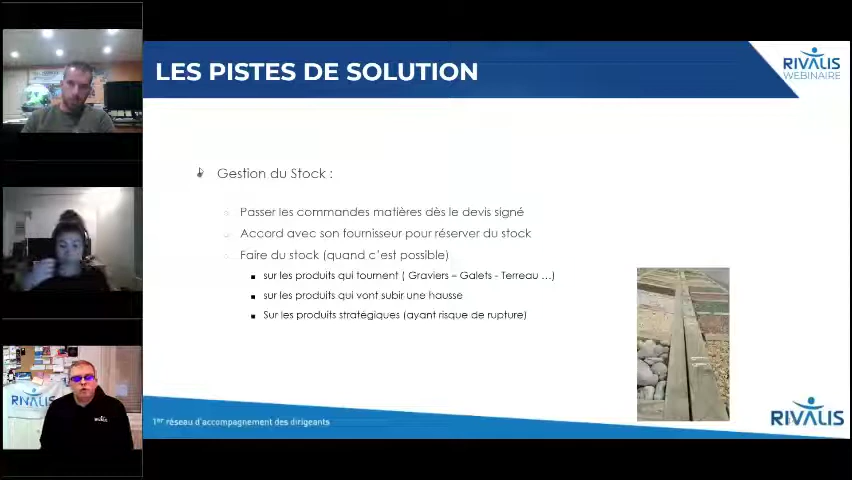 LES PISTES DE SOLUTION
RIVALIS
WEBINAIRE
Gestion du Stock :
Passer les commandes matières dès le devis signé
Accord avec son fournisseur pour réserver du stock
Faire du stock (quand c'est possible)
sur les produits qui tournent ( Graviers – Galets - Terreau ...)
sur les produits qui vont subir une hausse
Sur les produits stratégiques (ayant risque de rupture)
RIVALIS
1er réseau d'accompagnement des dirigeants
RIVALIS